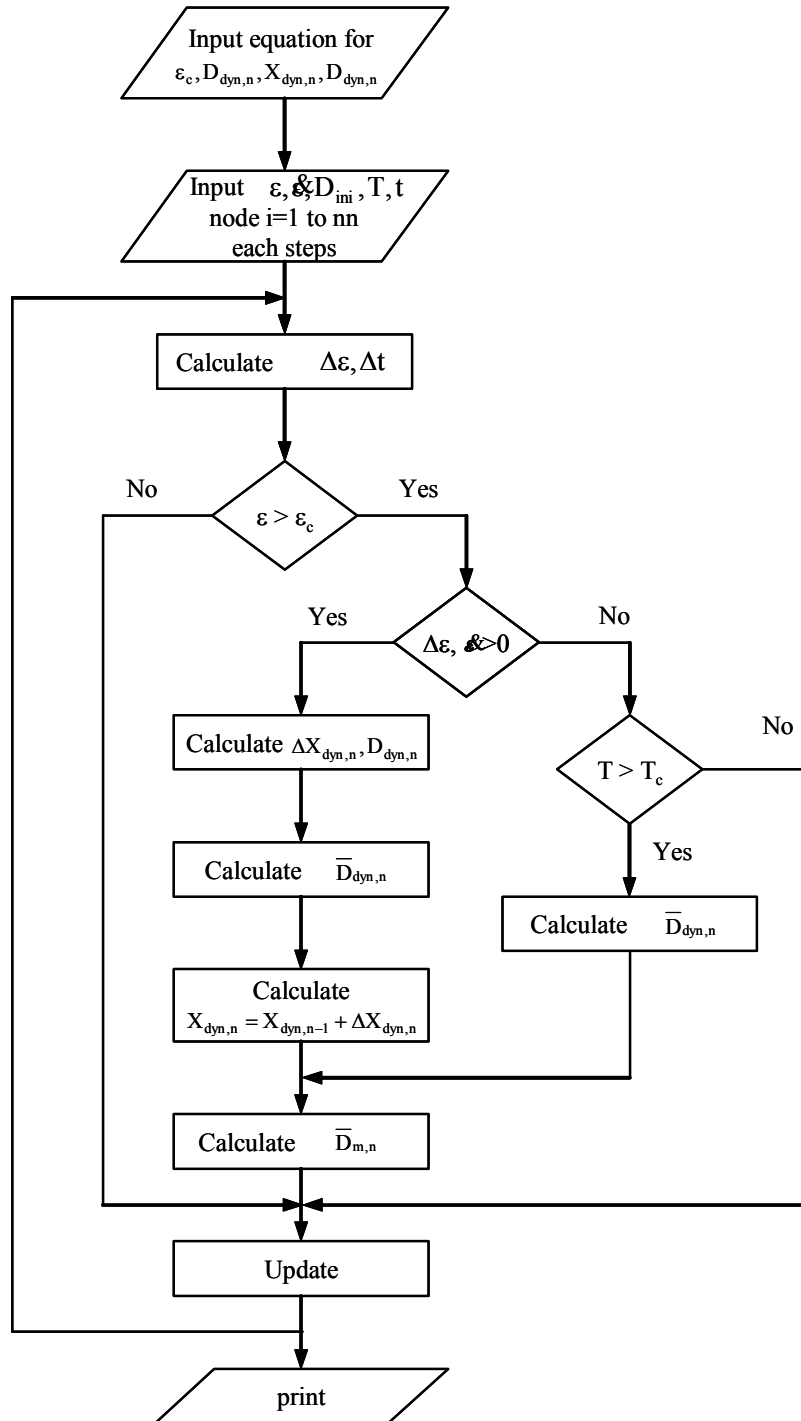 Input equation for
ε_c, D_dyn,n, X_dyn,n, D_dyn,n
Input ε, ε&, D_ini, T, t
node i=1 to nn
each steps
Calculate Δε, Δt
No
Yes
ε > ε_c
Yes
No
Δε, ε&>0
Calculate ΔX_dyn,n, D_dyn,n
No
T > T_c
Calculate D̅_dyn,n
Yes
Calculate D̅_dyn,n
Calculate
X_dyn,n = X_dyn,n−1 + ΔX_dyn,n
Calculate D̅_m,n
Update
print